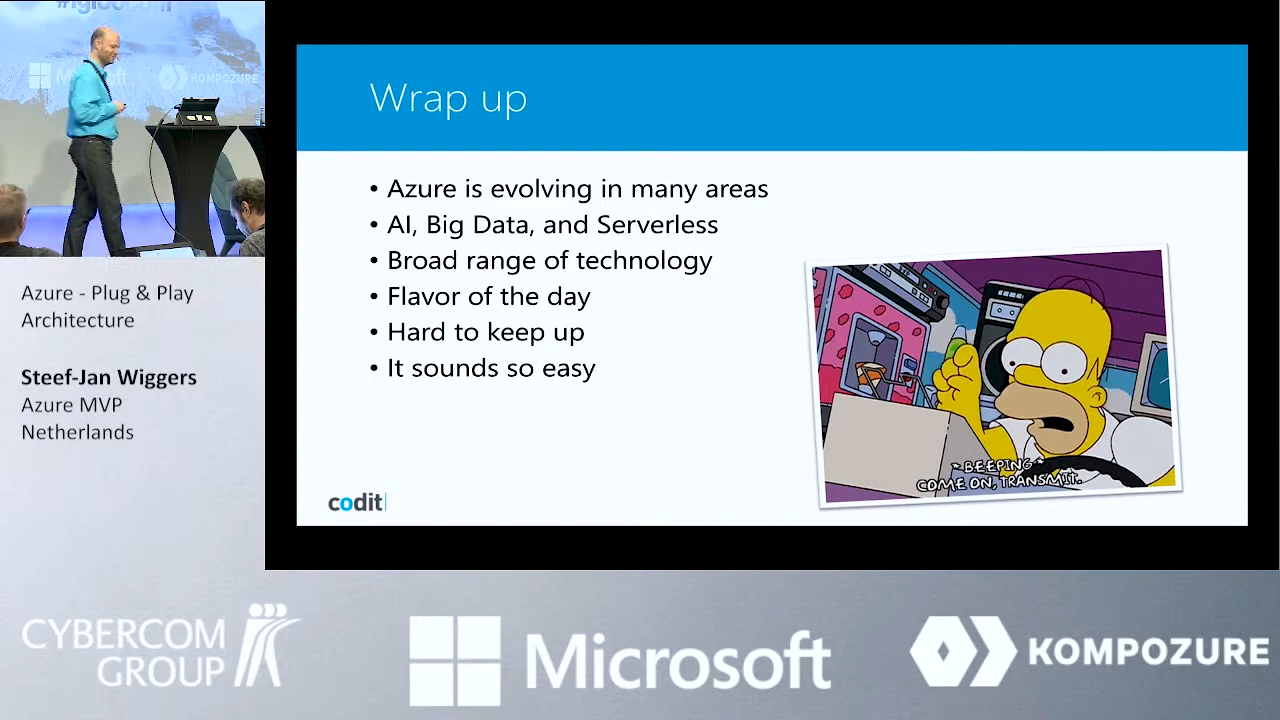 Microsoft
KOMPOZURE
Azure - Plug & Play
Architecture
Steef-Jan Wiggers
Azure MVP
Netherlands
Wrap up
• Azure is evolving in many areas
• AI, Big Data, and Serverless
• Broad range of technology
• Flavor of the day
• Hard to keep up
• It sounds so easy
*BEEPING*
COME ON, TRANSMIT.
codit
CYBERCOM
GROUP
Microsoft
KOMPOZURE